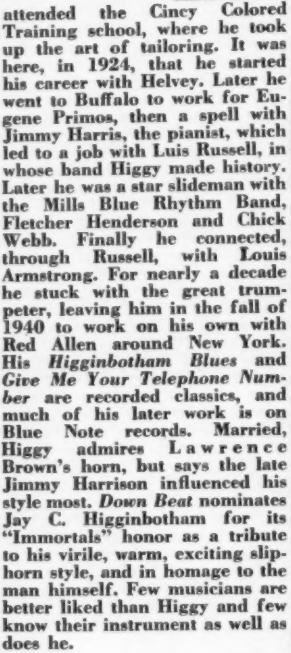 attended the Cincy Colored
Training school, where he took
up the art of tailoring. It was
here, in 1924, that he started
his career with Helvey. Later he
went to Buffalo to work for Eu-
gene Primos, then a spell with
Jimmy Harris, the pianist, which
led to a job with Luis Russell, in
whose band Higgy made history.
Later he was a star slideman with
the Mills Blue Rhythm Band,
Fletcher Henderson and Chick
Webb. Finally he connected,
through Russell, with Louis
Armstrong. For nearly a decade
he stuck with the great trum-
peter, leaving him in the fall of
1940 to work on his own with
Red Allen around New York.
His Higginbotham Blues and
Give Me Your Telephone Num-
ber are recorded classics, and
much of his later work is on
Blue Note records. Married,
Higgy admires Lawrence
Brown's horn, but says the late
Jimmy Harrison influenced his
style most. Down Beat nominates
Jay C. Higginbotham for its
"Immortals" honor as a tribute
to his virile, warm, exciting slip-
horn style, and in homage to the
man himself. Few musicians are
better liked than Higgy and few
know their instrument as well as
does he.